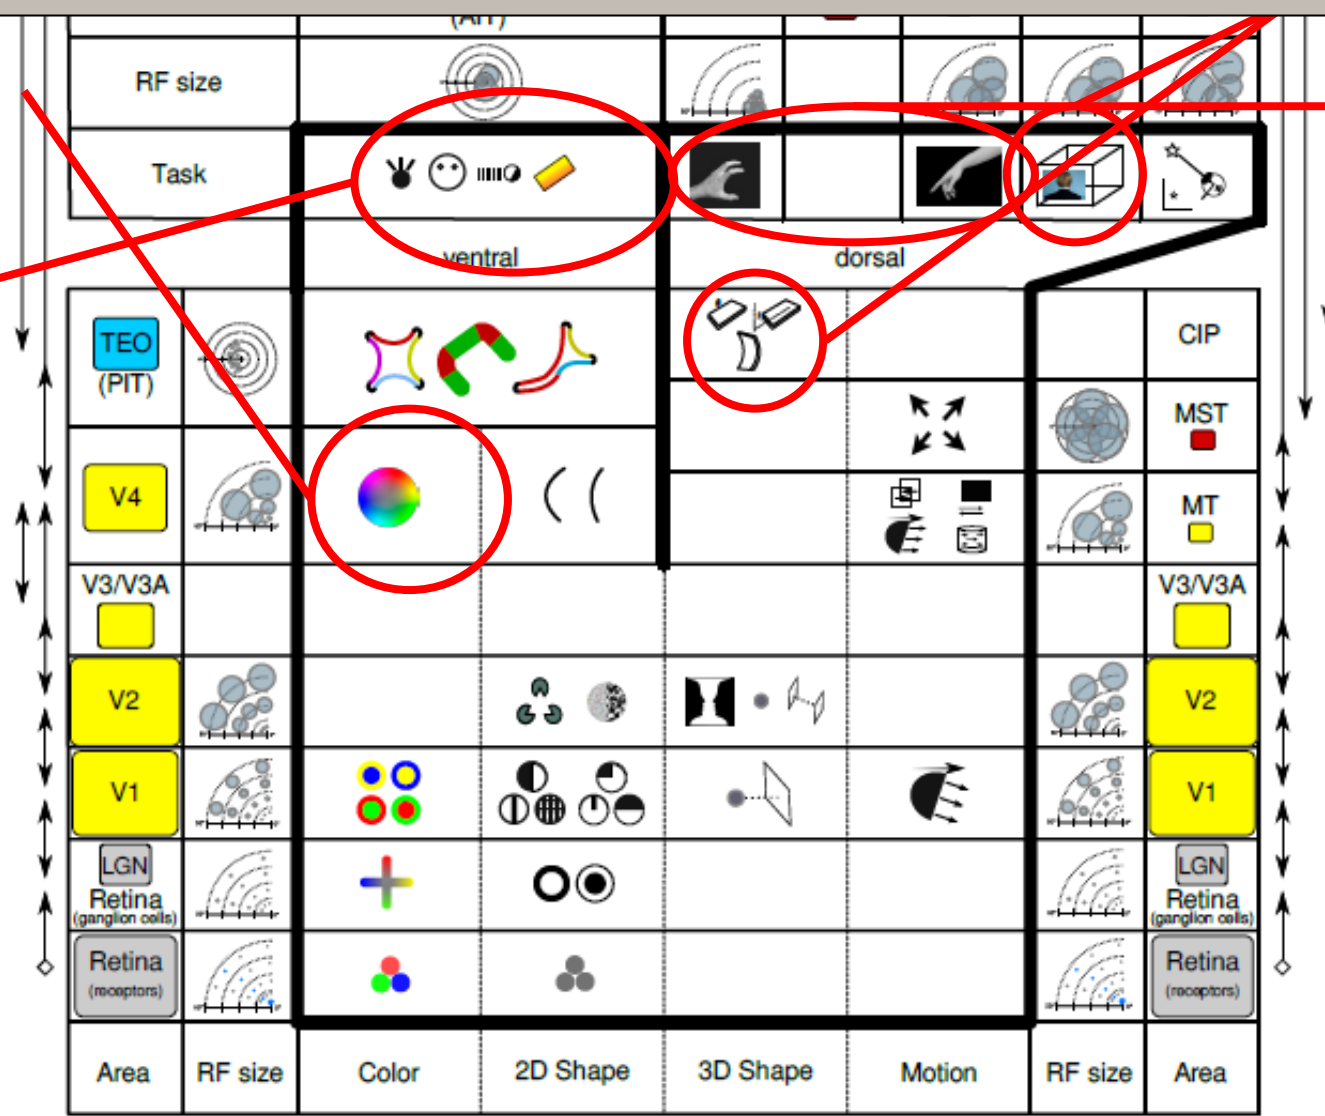 (AIT)
RF size
Task
ventral
dorsal
TEO
(PIT)
CIP
MST
V4
MT
V3/V3A
V3/V3A
V2
V2
V1
V1
LGN
Retina
(ganglion cells)
LGN
Retina
(ganglion cells)
Retina
(receptors)
Retina
(receptors)
Area
RF size
Color
2D Shape
3D Shape
Motion
RF size
Area